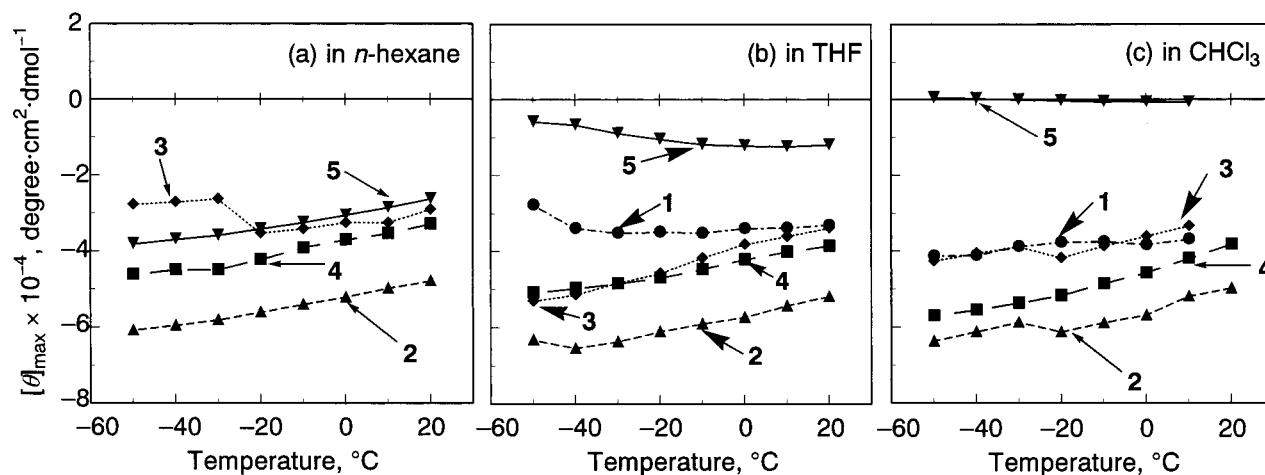 [θ]max × 10⁻⁴, degree·cm²·dmol⁻¹
2
0
−2
−4
−6
−8
(a) in n-hexane
3
5
4
2
−60 −40 −20 0 20
Temperature, °C
(b) in THF
5
1
4
3
2
−60 −40 −20 0 20
Temperature, °C
(c) in CHCl₃
5
3
1
4
2
−60 −40 −20 0 20
Temperature, °C